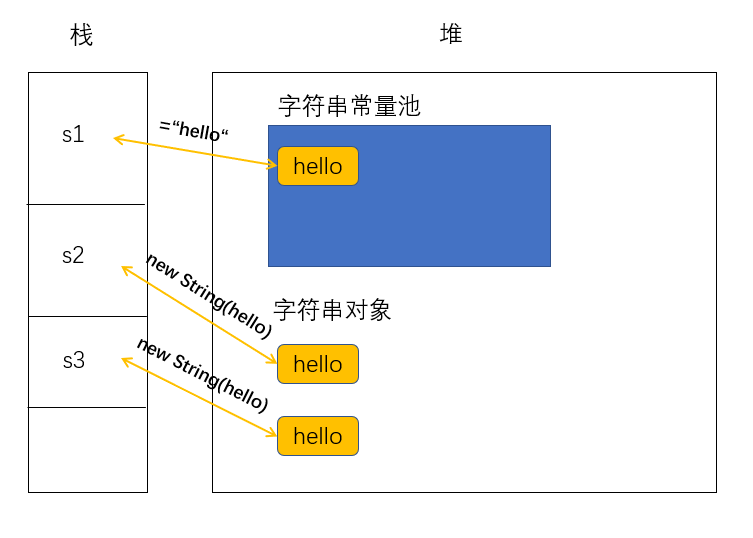 栈
堆
字符串常量池
s1
="hello"
hello
s2
new String(hello)
字符串对象
hello
s3
new String(hello)
hello